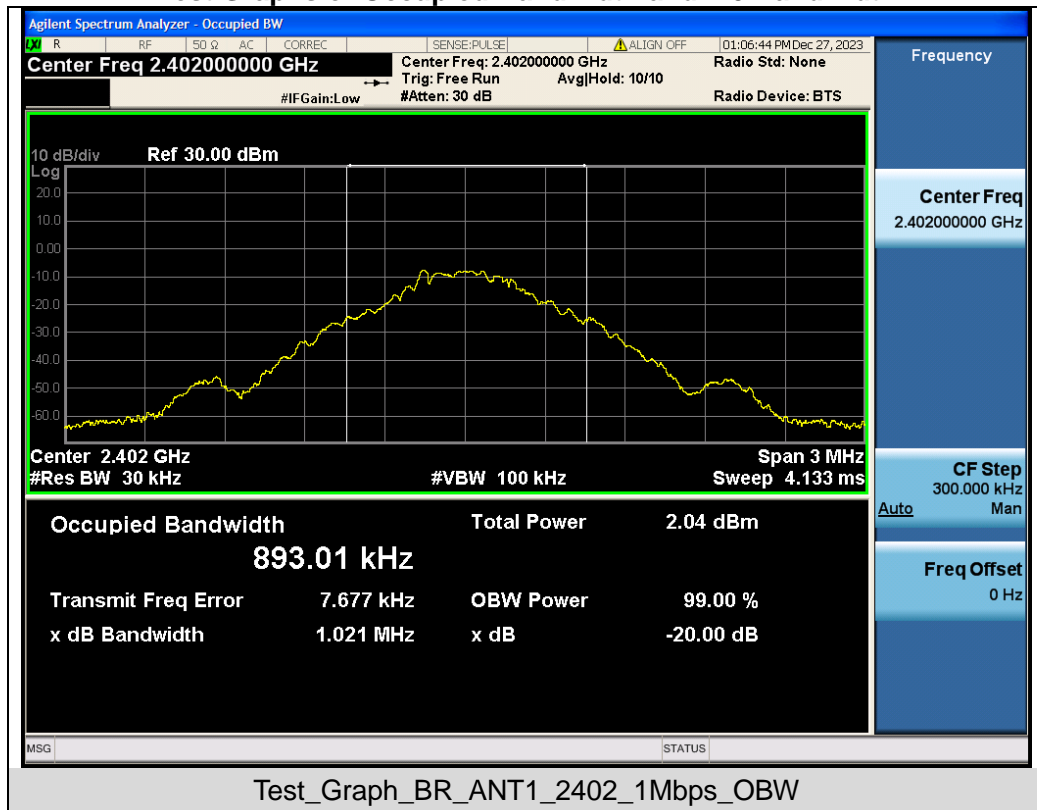 Agilent Spectrum Analyzer - Occupied BW
LXI R RF 50 Ω AC CORREC SENSE:PULSE ALIGN OFF 01:06:44 PM Dec 27, 2023
Center Freq 2.402000000 GHz
Center Freq: 2.402000000 GHz
Radio Std: None
Trig: Free Run Avg|Hold: 10/10
#IFGain:Low
#Atten: 30 dB
Radio Device: BTS
10 dB/div Ref 30.00 dBm
Log
20.0
10.0
0.00
-10.0
-20.0
-30.0
-40.0
-50.0
-60.0
Center 2.402 GHz Span 3 MHz
#Res BW 30 kHz #VBW 100 kHz Sweep 4.133 ms
Occupied Bandwidth Total Power 2.04 dBm
893.01 kHz
Transmit Freq Error 7.677 kHz OBW Power 99.00 %
x dB Bandwidth 1.021 MHz x dB -20.00 dB
Frequency
Center Freq
2.402000000 GHz
CF Step
300.000 kHz
Auto Man
Freq Offset
0 Hz
MSG STATUS
Test_Graph_BR_ANT1_2402_1Mbps_OBW